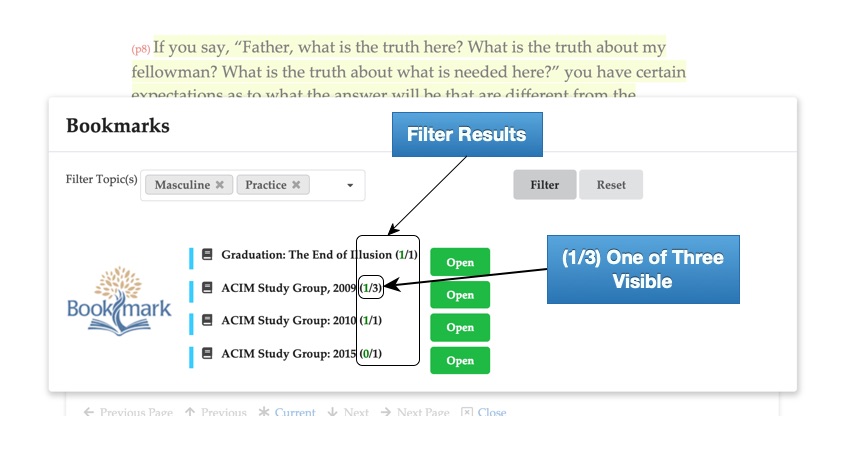 (p8) If you say, “Father, what is the truth here? What is the truth about my
fellowman? What is the truth about what is needed here?” you have certain
expectations as to what the answer will be that are different from the
Bookmarks
Filter Results
Filter Topic(s) Masculine × Practice × Filter Reset
Graduation: The End of Illusion (1/1) Open
(1/3) One of Three
Visible
ACIM Study Group, 2009 (1/3) Open
Bookmark
ACIM Study Group: 2010 (1/1) Open
ACIM Study Group: 2015 (0/1) Open
Previous Page Previous Current Next Next Page Close